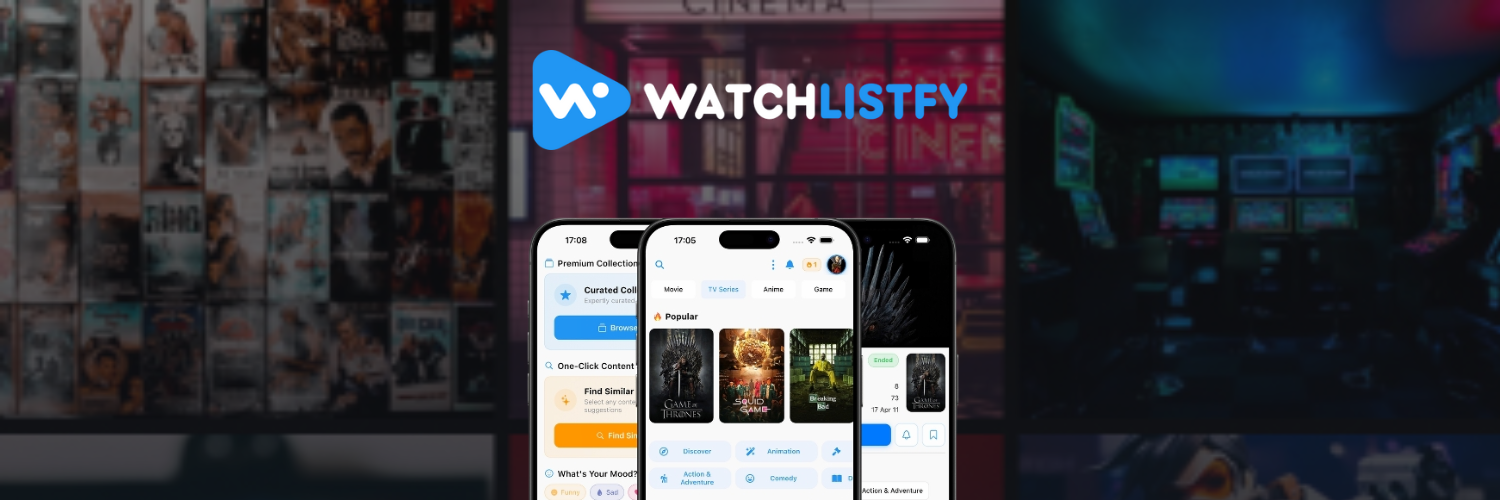 CINEMA
WATCHLISTFY
17:08
Premium Collection
Curated Coll
Expertly curated
Browse
One-Click Content
Find Similar
Select any conte
suggestions
Find Sim
What's Your Mood?
Funny
Sad
17:05
1
Movie
TV Series
Anime
Game
Popular
GAME OF
THRONES
SQUID
GAME
Breaking
Bad
Discover
Animation
Action &
Adventure
Comedy
D
Ended
8
73
17 Apr 11
GAME OF
THRONES
Action & Adventure